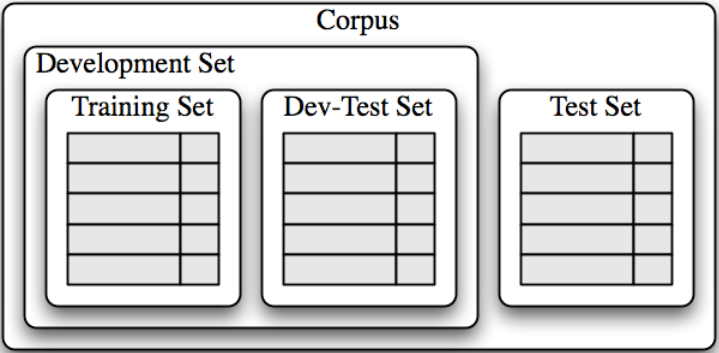 Corpus
Development Set
Training Set
Dev-Test Set
Test Set